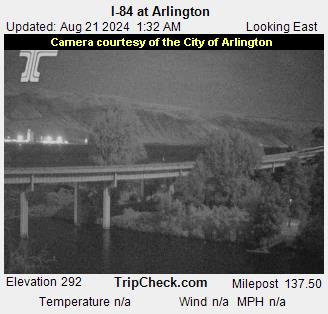 I-84 at Arlington
Updated: Aug 21 2024 1:32 AM Looking East
Camera courtesy of the City of Arlington
Elevation 292 TripCheck.com Milepost 137.50
Temperature n/a Wind n/a MPH n/a